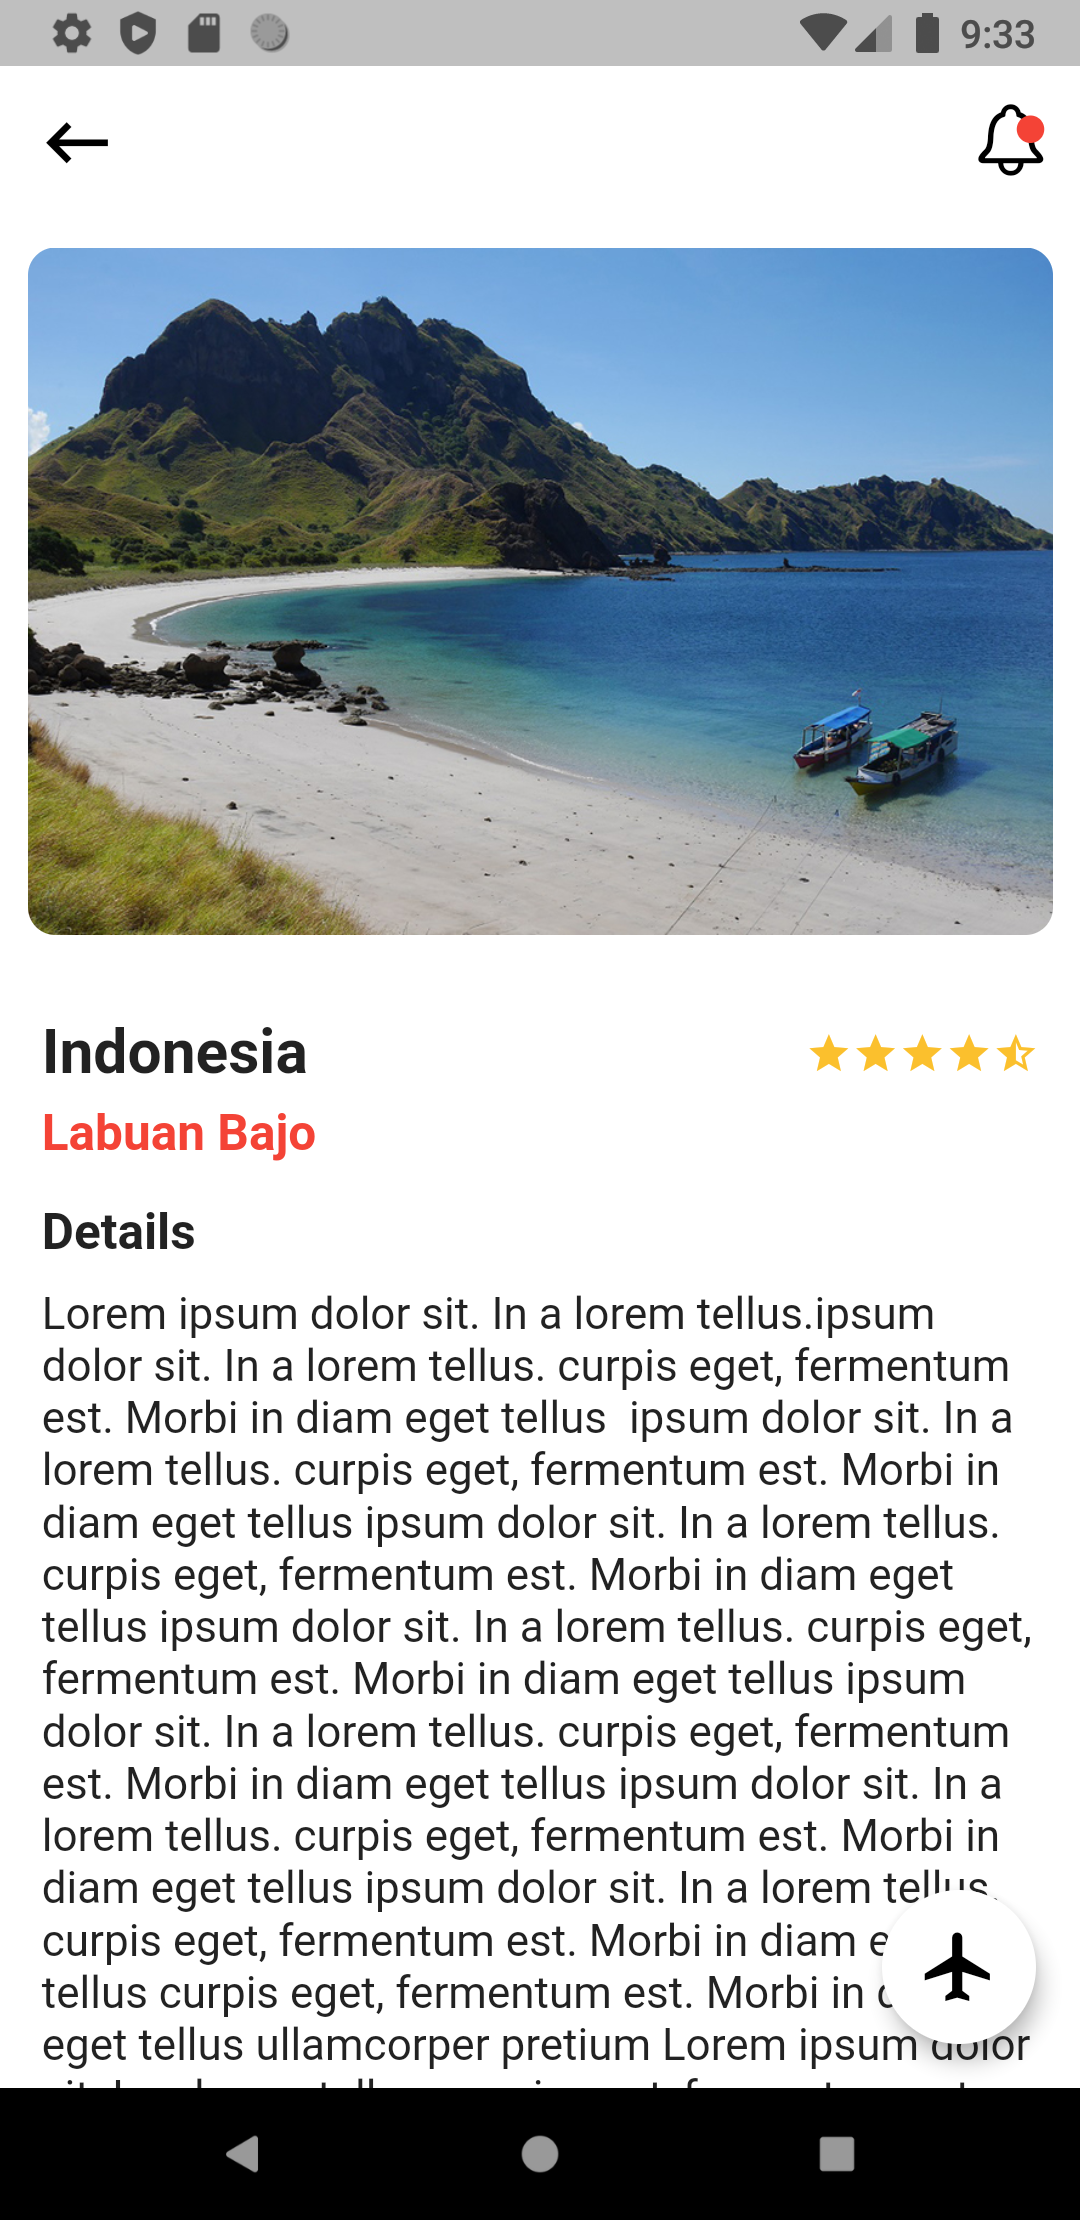 9:33
Indonesia
Labuan Bajo
Details
Lorem ipsum dolor sit. In a lorem tellus.ipsum
dolor sit. In a lorem tellus. curpis eget, fermentum
est. Morbi in diam eget tellus  ipsum dolor sit. In a
lorem tellus. curpis eget, fermentum est. Morbi in
diam eget tellus ipsum dolor sit. In a lorem tellus.
curpis eget, fermentum est. Morbi in diam eget
tellus ipsum dolor sit. In a lorem tellus. curpis eget,
fermentum est. Morbi in diam eget tellus ipsum
dolor sit. In a lorem tellus. curpis eget, fermentum
est. Morbi in diam eget tellus ipsum dolor sit. In a
lorem tellus. curpis eget, fermentum est. Morbi in
diam eget tellus ipsum dolor sit. In a lorem tellus.
curpis eget, fermentum est. Morbi in diam
tellus curpis eget, fermentum est. Morbi in
eget tellus ullamcorper pretium Lorem ipsum dolor